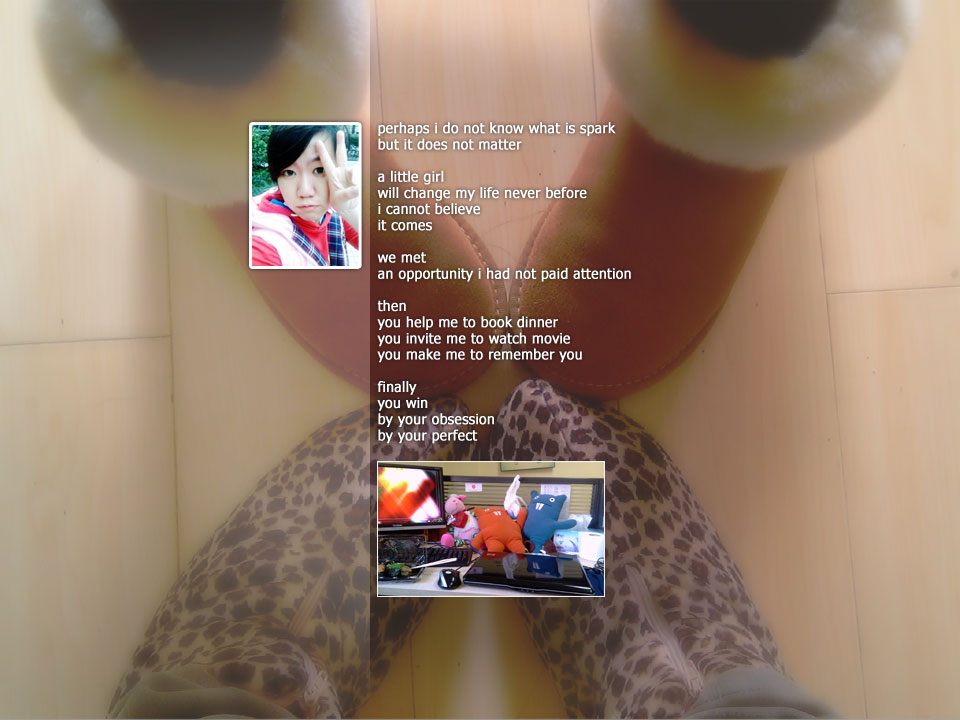 perhaps i do not know what is spark
but it does not matter
a little girl
will change my life never before
i cannot believe
it comes
we met
an opportunity i had not paid attention
then
you help me to book dinner
you invite me to watch movie
you make me to remember you
finally
you win
by your obsession
by your perfect